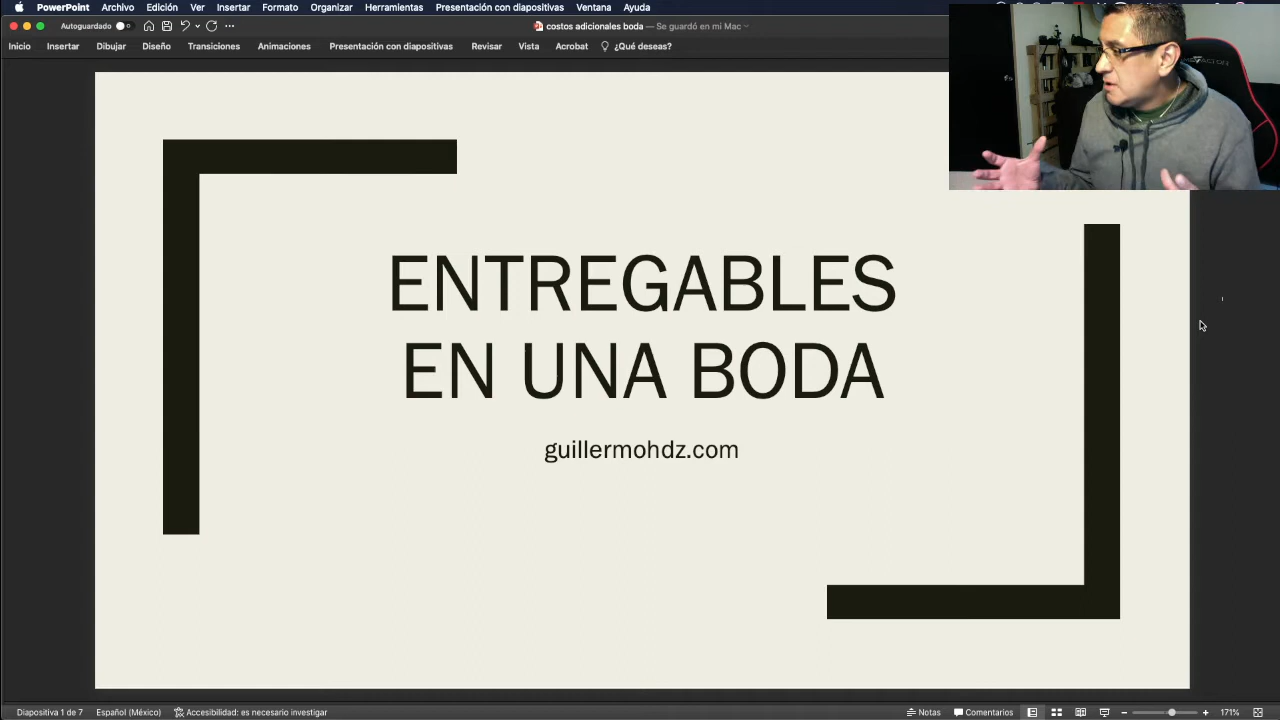 PowerPoint Archivo Edición Ver Insertar Formato Organizar Herramientas Presentación con diapositivas Ventana Ayuda
Autoguardado
costos adicionales boda — Se guardó en mi Mac
Inicio Insertar Dibujar Diseño Transiciones Animaciones Presentación con diapositivas Revisar Vista Acrobat ¿Qué deseas?
ENTREGABLES
EN UNA BODA
guillermohdz.com
Diapositiva 1 de 7 Español (México) Accesibilidad: es necesario investigar Notas Comentarios 171%